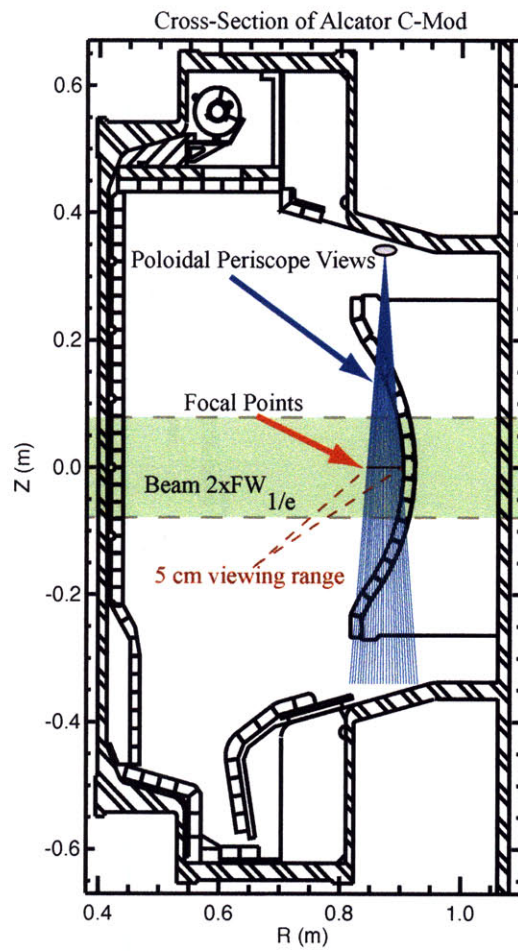 Cross-Section of Alcator C-Mod
0.6
0.4
Poloidal Periscope Views
0.2
Focal Points
Z (m)
0.0
Beam 2xFW1/e
5 cm viewing range
-0.2
-0.4
-0.6
0.4 0.6 0.8 1.0
R (m)